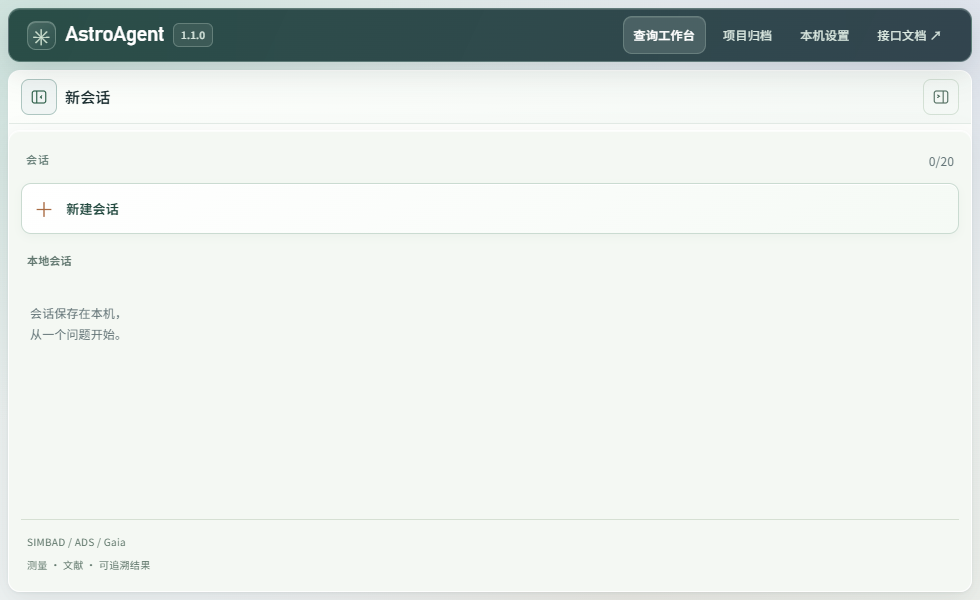 AstroAgent 1.1.0 查询工作台 项目归档 本机设置 接口文档 ↗
新会话
会话 0/20
新建会话
本地会话
会话保存在本机，
从一个问题开始。
SIMBAD / ADS / Gaia
测量 · 文献 · 可追溯结果